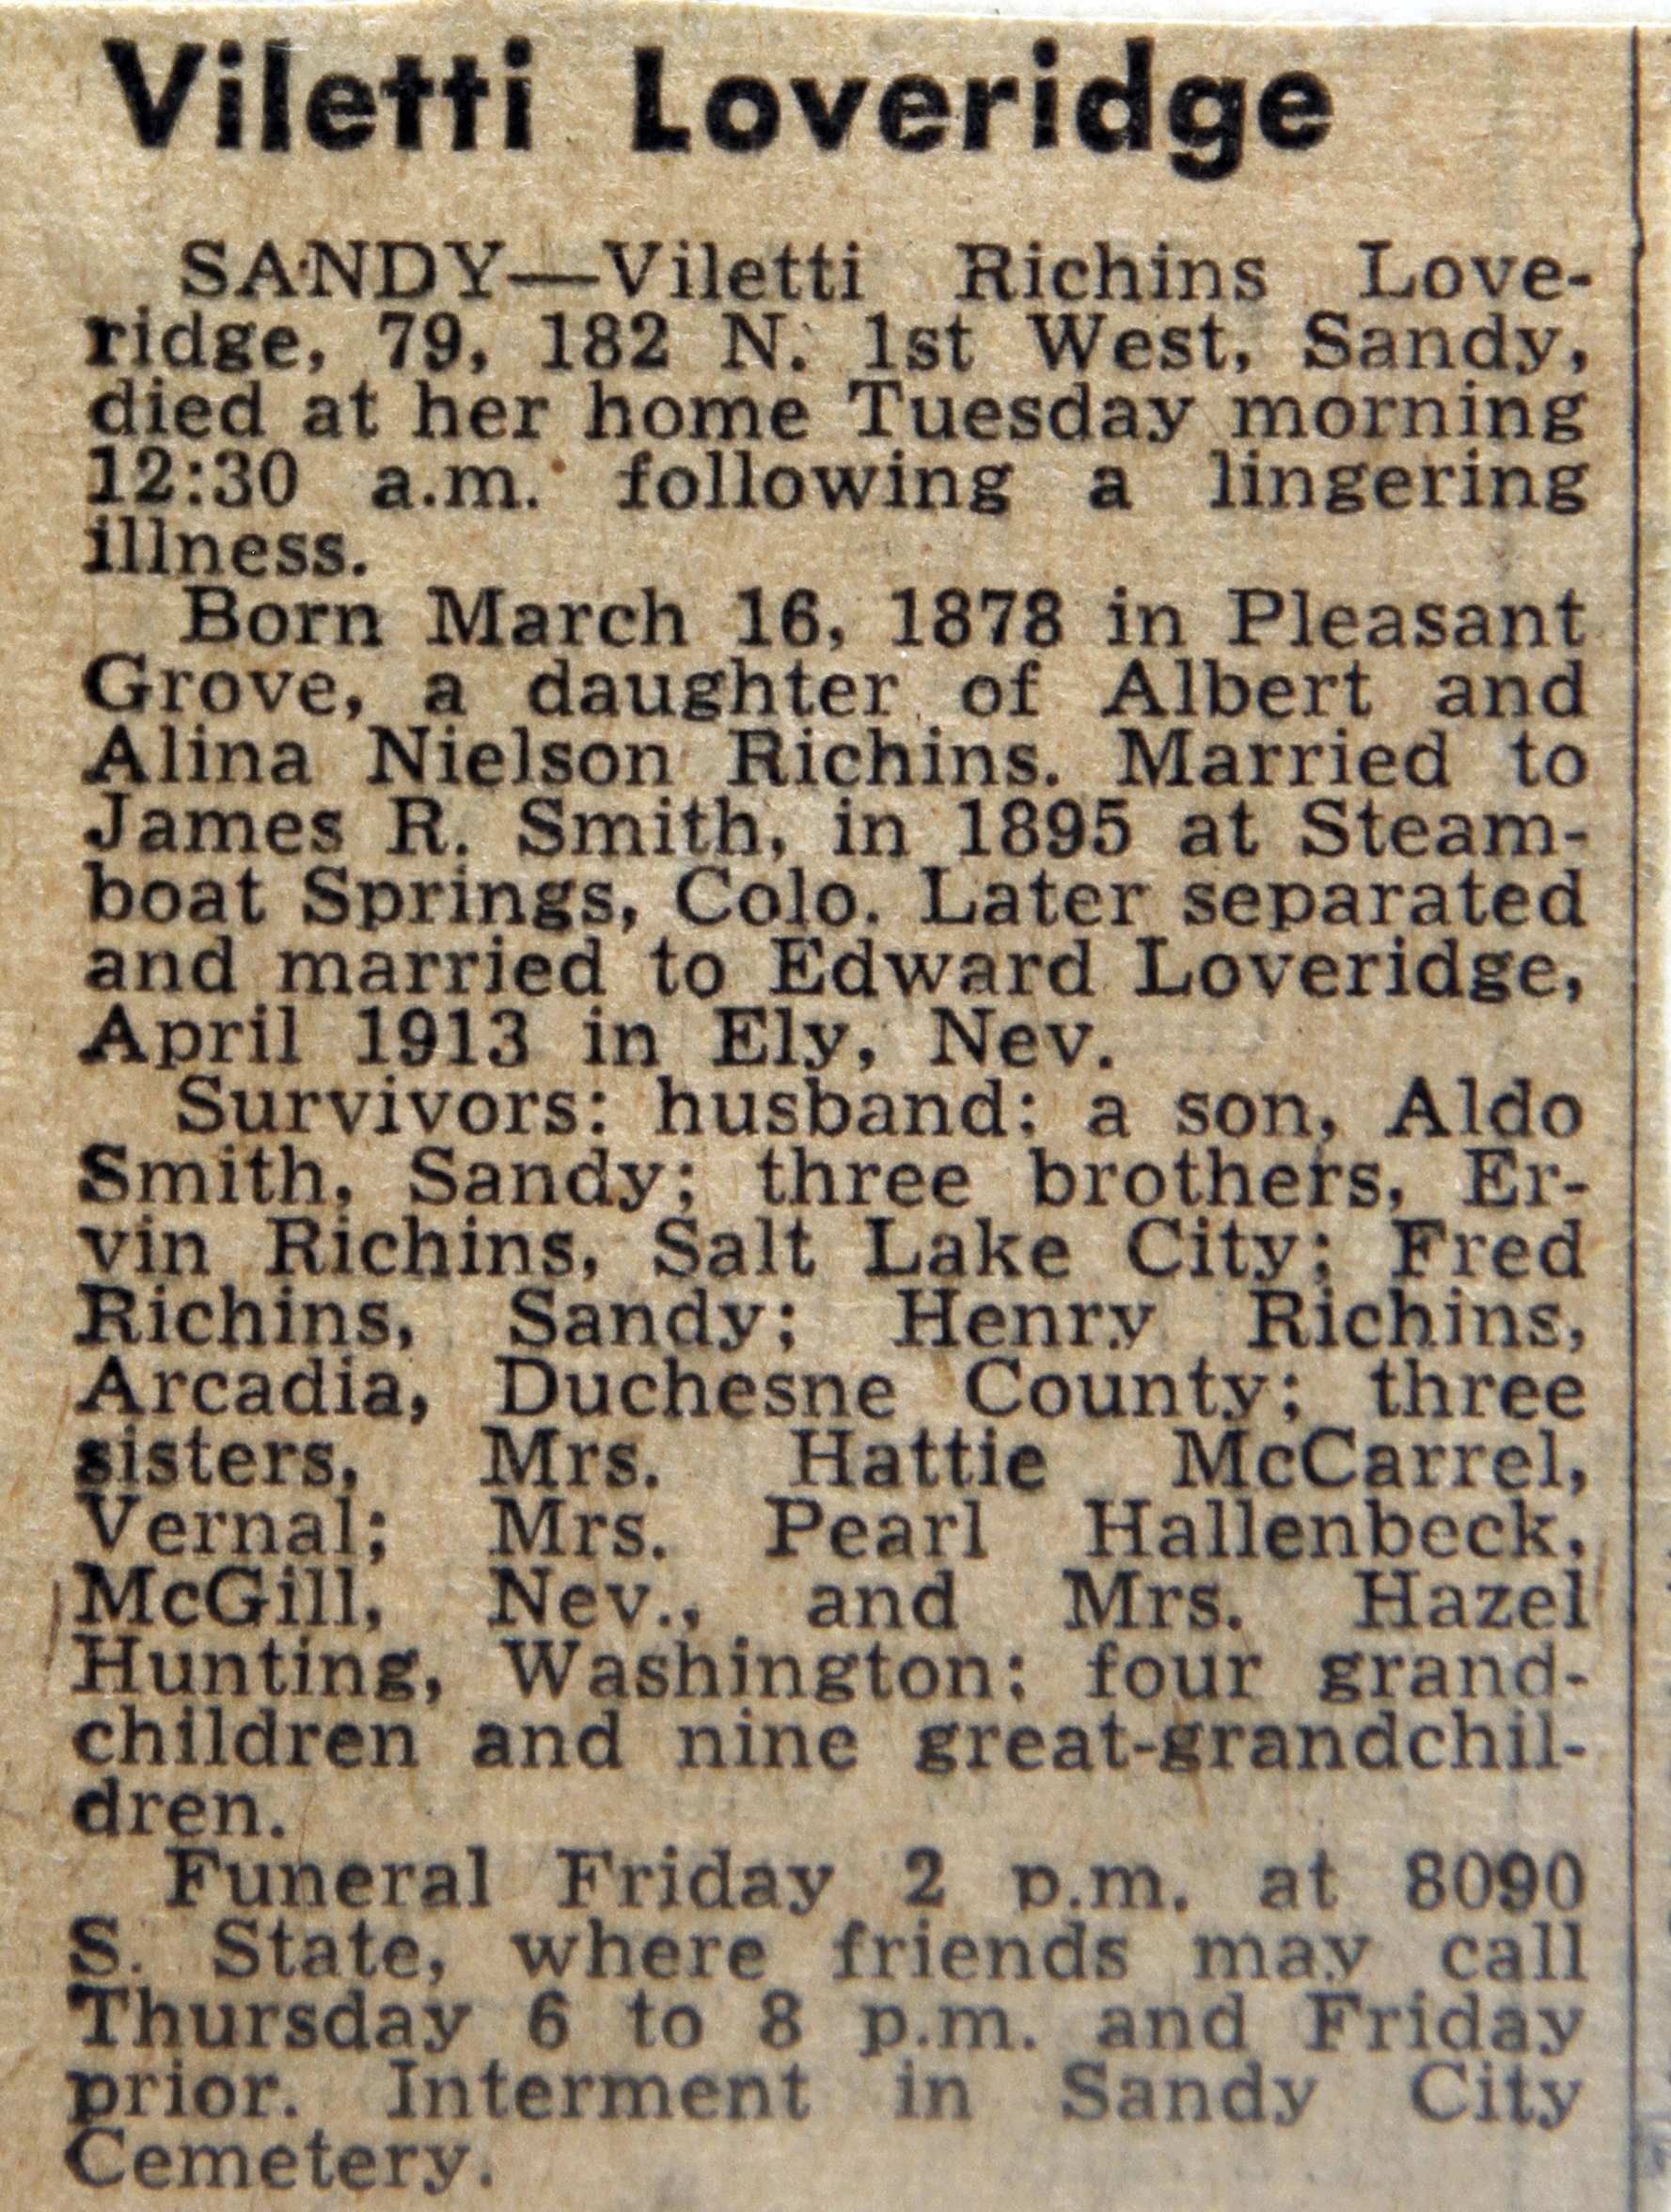 Viletti Loveridge
SANDY—Viletti Richins Love-
ridge, 79, 182 N. 1st West, Sandy,
died at her home Tuesday morning
12:30 a.m. following a lingering
illness.
Born March 16, 1878 in Pleasant
Grove, a daughter of Albert and
Alina Nielson Richins. Married to
James R. Smith, in 1895 at Steam-
boat Springs, Colo. Later separated
and married to Edward Loveridge,
April 1913 in Ely, Nev.
Survivors: husband; a son, Aldo
Smith, Sandy; three brothers, Er-
vin Richins, Salt Lake City; Fred
Richins, Sandy; Henry Richins,
Arcadia, Duchesne County; three
sisters, Mrs. Hattie McCarrel,
Vernal; Mrs. Pearl Hallenbeck,
McGill, Nev., and Mrs. Hazel
Hunting, Washington; four grand-
children and nine great-grandchil-
dren.
Funeral Friday 2 p.m. at 8090
S. State, where friends may call
Thursday 6 to 8 p.m. and Friday
prior. Interment in Sandy City
Cemetery.